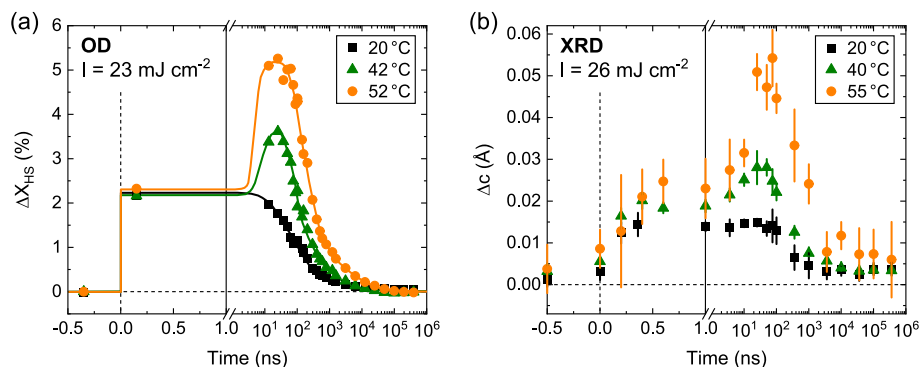 (a)
OD
I = 23 mJ cm-2
20 °C
42 °C
52 °C
ΔXHS (%)
6
5
4
3
2
1
0
-0.5 0.0 0.5 1.0 10¹ 10² 10³ 10⁴ 10⁵ 10⁶
Time (ns)
(b)
XRD
I = 26 mJ cm-2
20 °C
40 °C
55 °C
Δc (Å)
0.06
0.05
0.04
0.03
0.02
0.01
0.00
-0.5 0.0 0.5 1.0 10¹ 10² 10³ 10⁴ 10⁵ 10⁶
Time (ns)